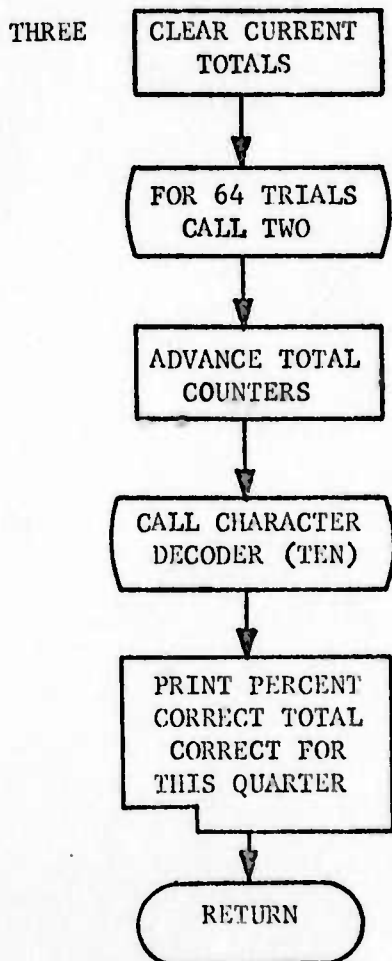 THREE
CLEAR CURRENT
TOTALS
FOR 64 TRIALS
CALL TWO
ADVANCE TOTAL
COUNTERS
CALL CHARACTER
DECODER (TEN)
PRINT PERCENT
CORRECT TOTAL
CORRECT FOR
THIS QUARTER
RETURN